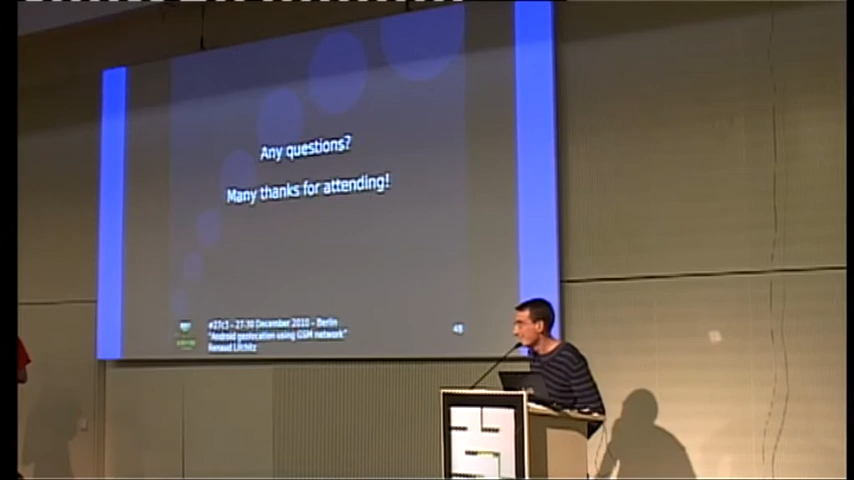 Any questions?
Many thanks for attending!
#27c3 – 27-30 December 2010 – Berlin
"Android geolocation using GSM network"
Renaud Lifchitz